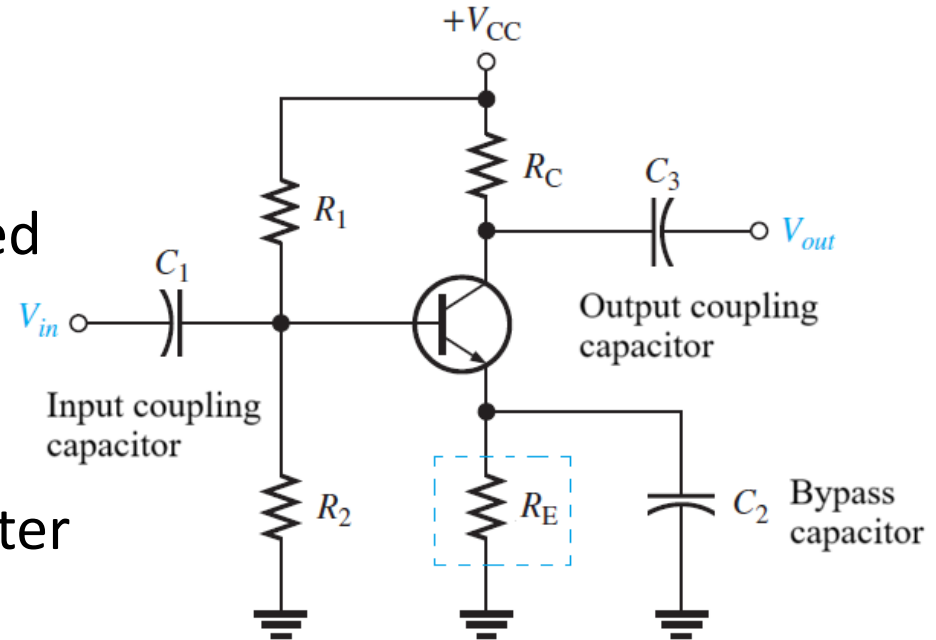 +VCC
RC
C3
R1
ed
Vout
C1
Vin
Output coupling
capacitor
Input coupling
capacitor
R2
RE
C2
Bypass
capacitor
ter